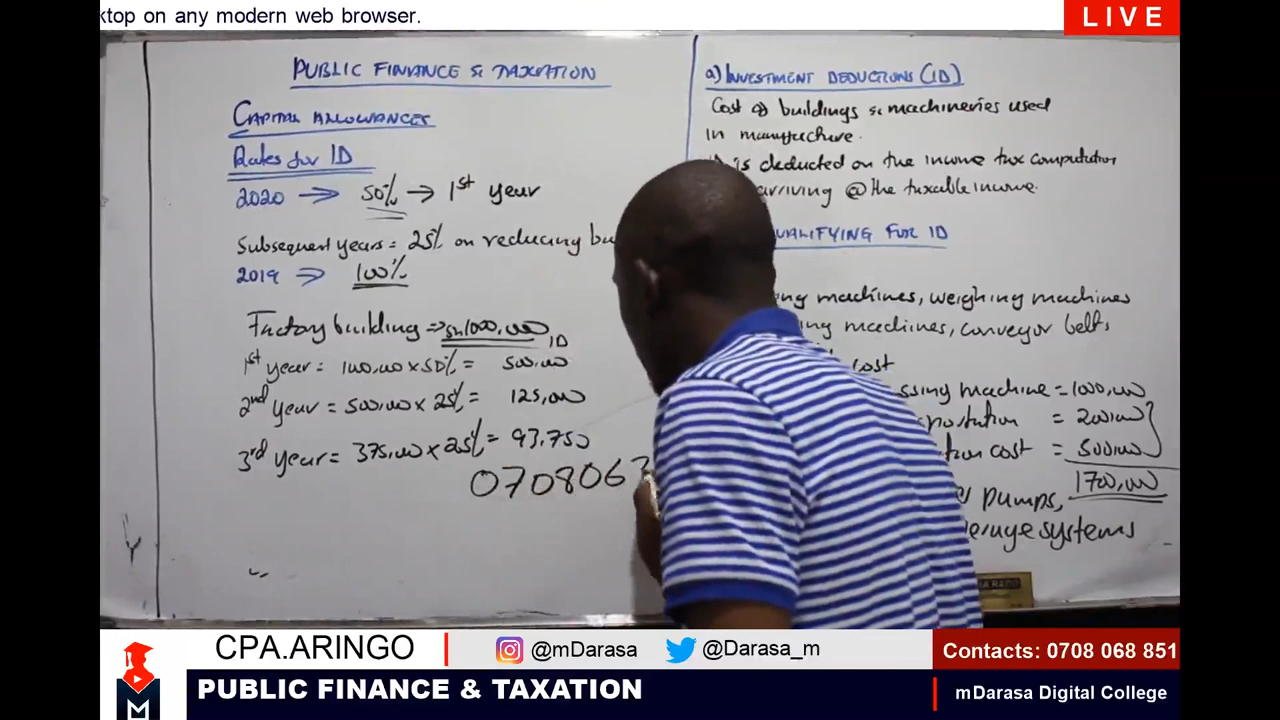 ktop on any modern web browser.
LIVE
PUBLIC FINANCE & TAXATION
CAPITAL ALLOWANCES
Rates for ID
2020 → 50% → 1st year
Subsequent years = 25% on reducing
2019 → 100%
Factory building ⇒ sh1000,000
ID
1st year = 100,000 x 50% = 500,000
2nd year = 500,000 x 25% = 125,000
3rd year = 375,000 x 25% = 93,750
0708063
a) INVESTMENT DEDUCTIONS (ID)
Cost of buildings & machineries used
in manufacture.
is deducted on the income tax computation
arriving @ the taxable income.
UALIFYING FOR ID
ng machines, weighing machines
ing machines, conveyor belt,
cost
ssing machine = 1000,000
sportation = 200,000
tion cost = 500,000
1700,000
pumps,
erage systems
CPA.ARINGO
@mDarasa
@Darasa_m
Contacts: 0708 068 851
PUBLIC FINANCE & TAXATION
mDarasa Digital College